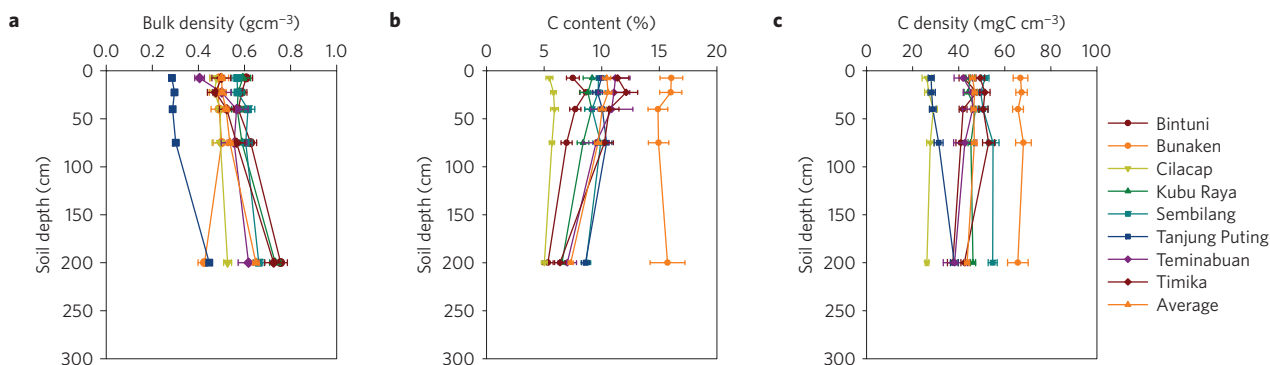 a
Bulk density (gcm⁻³)
0.0 0.2 0.4 0.6 0.8 1.0
0
50
100
150
200
250
300
Soil depth (cm)
b
C content (%)
0 5 10 15 20
0
50
100
150
200
250
300
Soil depth (cm)
c
C density (mgC cm⁻³)
0 20 40 60 80 100
0
50
100
150
200
250
300
Soil depth (cm)
Bintuni
Bunaken
Cilacap
Kubu Raya
Sembilang
Tanjung Puting
Teminabuan
Timika
Average